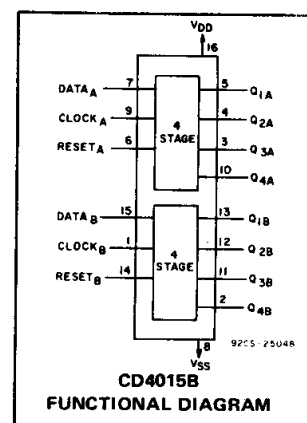 VDD
16
DATAA 7 5 Q1A
CLOCKA 9 4 Q2A
RESETA 6 4 STAGE 3 Q3A
10 Q4A
DATAB 15 13 Q1B
CLOCKB 1 4 STAGE 12 Q2B
RESETB 14 11 Q3B
2 Q4B
8
VSS
92CS-25048
CD4015B
FUNCTIONAL DIAGRAM